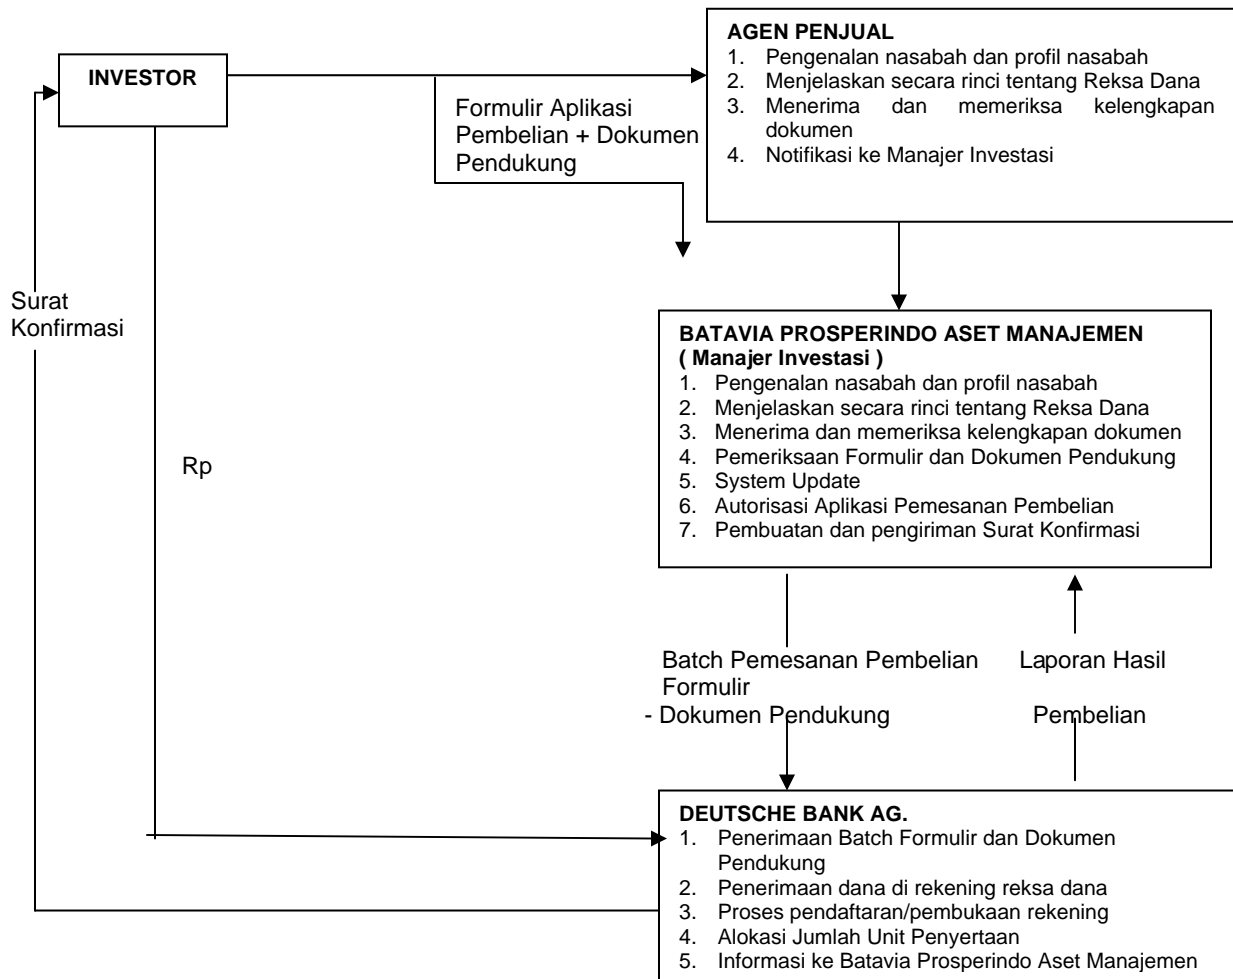 AGEN PENJUAL
1. Pengenalan nasabah dan profil nasabah
2. Menjelaskan secara rinci tentang Reksa Dana
3. Menerima dan memeriksa kelengkapan
dokumen
4. Notifikasi ke Manajer Investasi
INVESTOR
Formulir Aplikasi
Pembelian + Dokumen
Pendukung
Surat
Konfirmasi
BATAVIA PROSPERINDO ASET MANAJEMEN
( Manajer Investasi )
1. Pengenalan nasabah dan profil nasabah
2. Menjelaskan secara rinci tentang Reksa Dana
3. Menerima dan memeriksa kelengkapan dokumen
4. Pemeriksaan Formulir dan Dokumen Pendukung
5. System Update
6. Autorisasi Aplikasi Pemesanan Pembelian
7. Pembuatan dan pengiriman Surat Konfirmasi
Rp
Batch Pemesanan Pembelian
Formulir
- Dokumen Pendukung
Laporan Hasil
Pembelian
DEUTSCHE BANK AG.
1. Penerimaan Batch Formulir dan Dokumen
Pendukung
2. Penerimaan dana di rekening reksa dana
3. Proses pendaftaran/pembukaan rekening
4. Alokasi Jumlah Unit Penyertaan
5. Informasi ke Batavia Prosperindo Aset Manajemen